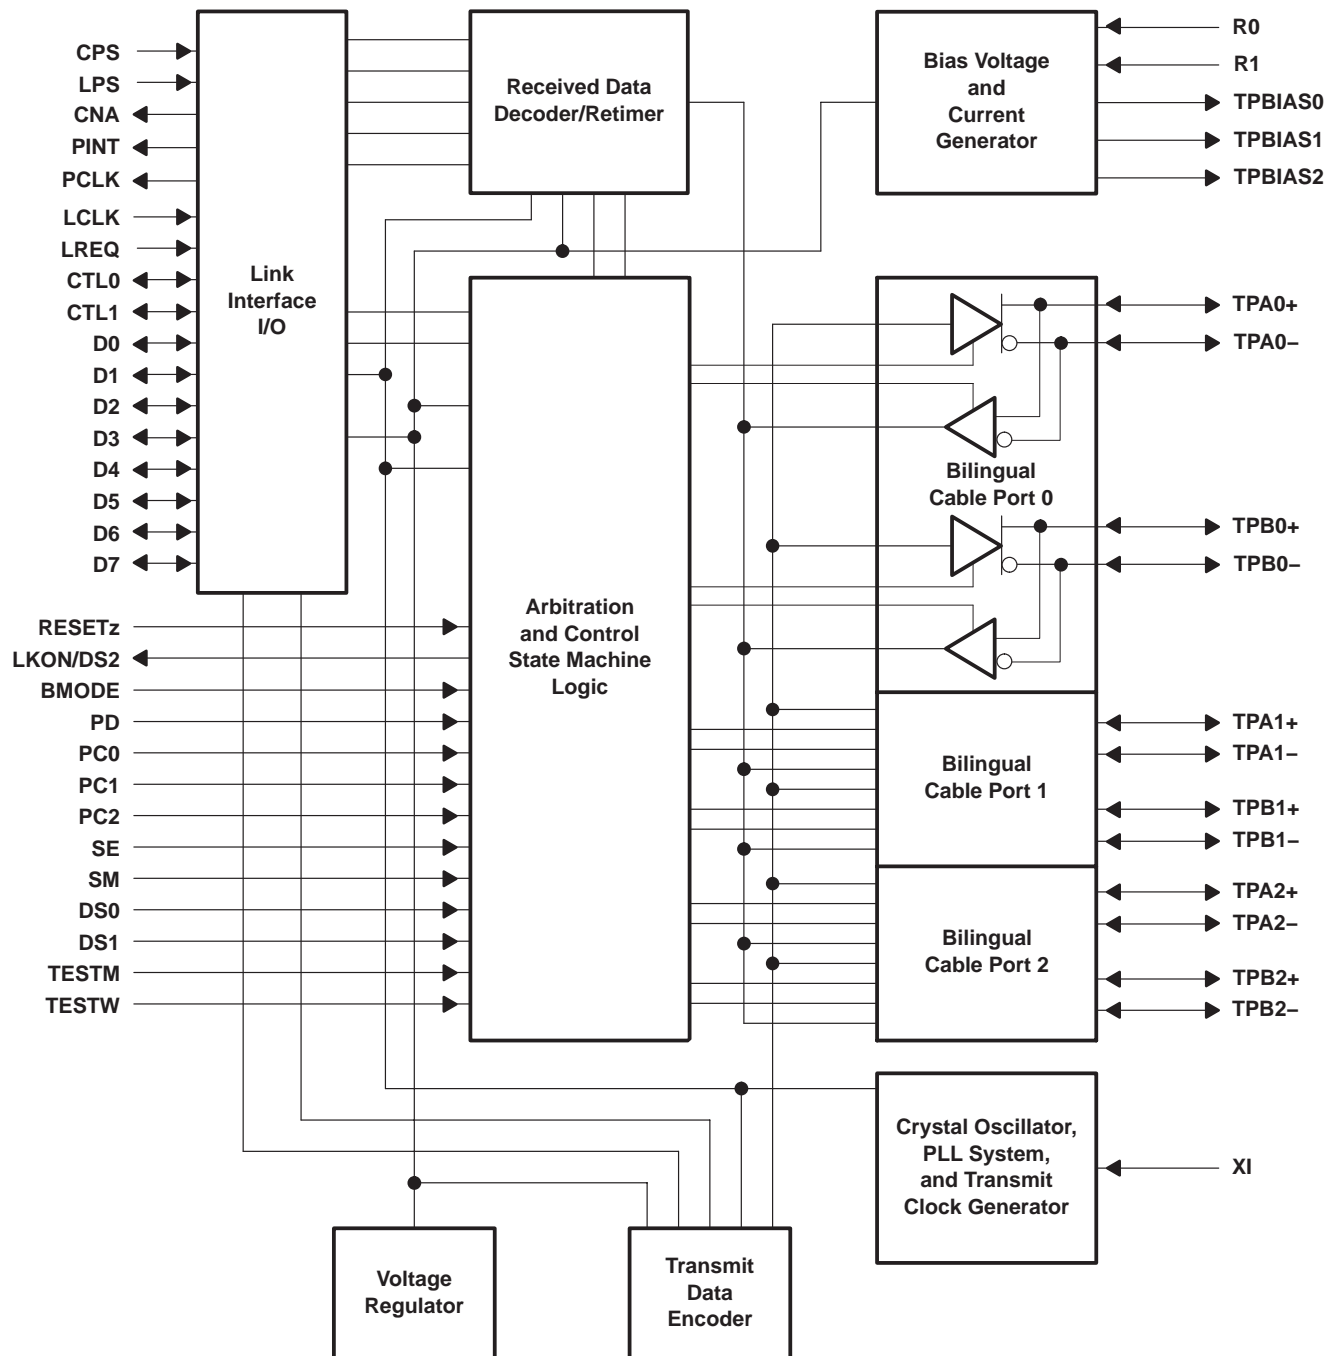 CPS
LPS
CNA
PINT
PCLK
LCLK
LREQ
CTL0
CTL1
D0
D1
D2
D3
D4
D5
D6
D7
RESETz
LKON/DS2
BMODE
PD
PC0
PC1
PC2
SE
SM
DS0
DS1
TESTM
TESTW
Link
Interface
I/O
Received Data
Decoder/Retimer
Arbitration
and Control
State Machine
Logic
Voltage
Regulator
Transmit
Data
Encoder
Bias Voltage
and
Current
Generator
Bilingual
Cable Port 0
Bilingual
Cable Port 1
Bilingual
Cable Port 2
Crystal Oscillator,
PLL System,
and Transmit
Clock Generator
R0
R1
TPBIAS0
TPBIAS1
TPBIAS2
TPA0+
TPA0–
TPB0+
TPB0–
TPA1+
TPA1–
TPB1+
TPB1–
TPA2+
TPA2–
TPB2+
TPB2–
XI